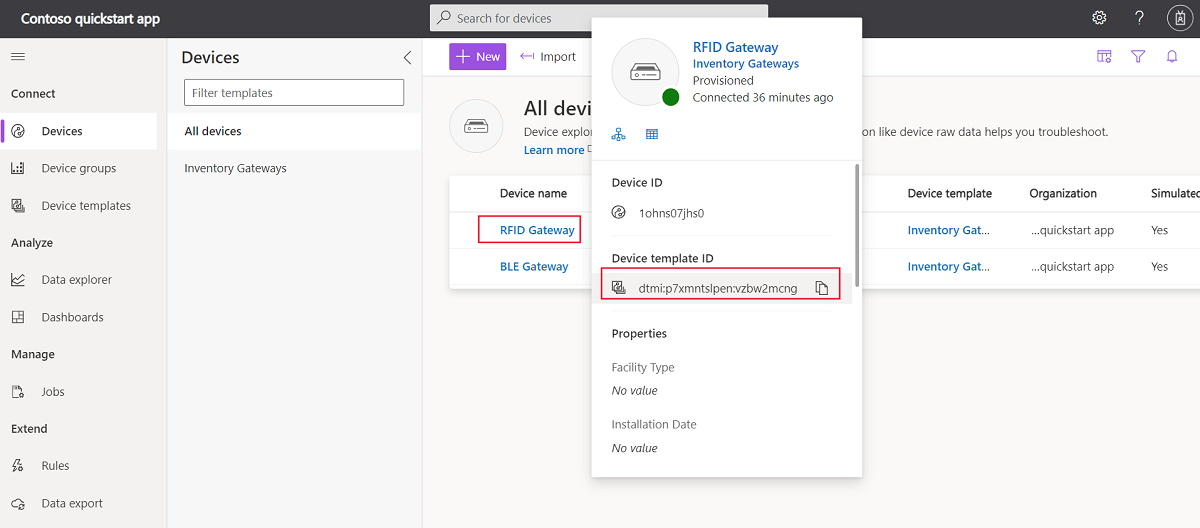 Contoso quickstart app
Search for devices
Connect
Devices
Device groups
Device templates
Analyze
Data explorer
Dashboards
Manage
Jobs
Extend
Rules
Data export
Devices
Filter templates
All devices
Inventory Gateways
New
Import
All devi
Device explor
on like device raw data helps you troubleshoot.
Learn more
Device name
Device template
Organization
Simulated
RFID Gateway
Inventory Gat...
...quickstart app
Yes
BLE Gateway
Inventory Gat...
...quickstart app
Yes
RFID Gateway
Inventory Gateways
Provisioned
Connected 36 minutes ago
Device ID
1ohns07jhs0
Device template ID
dtmi:p7xmntslpen:vzbw2mcng
Properties
Facility Type
No value
Installation Date
No value